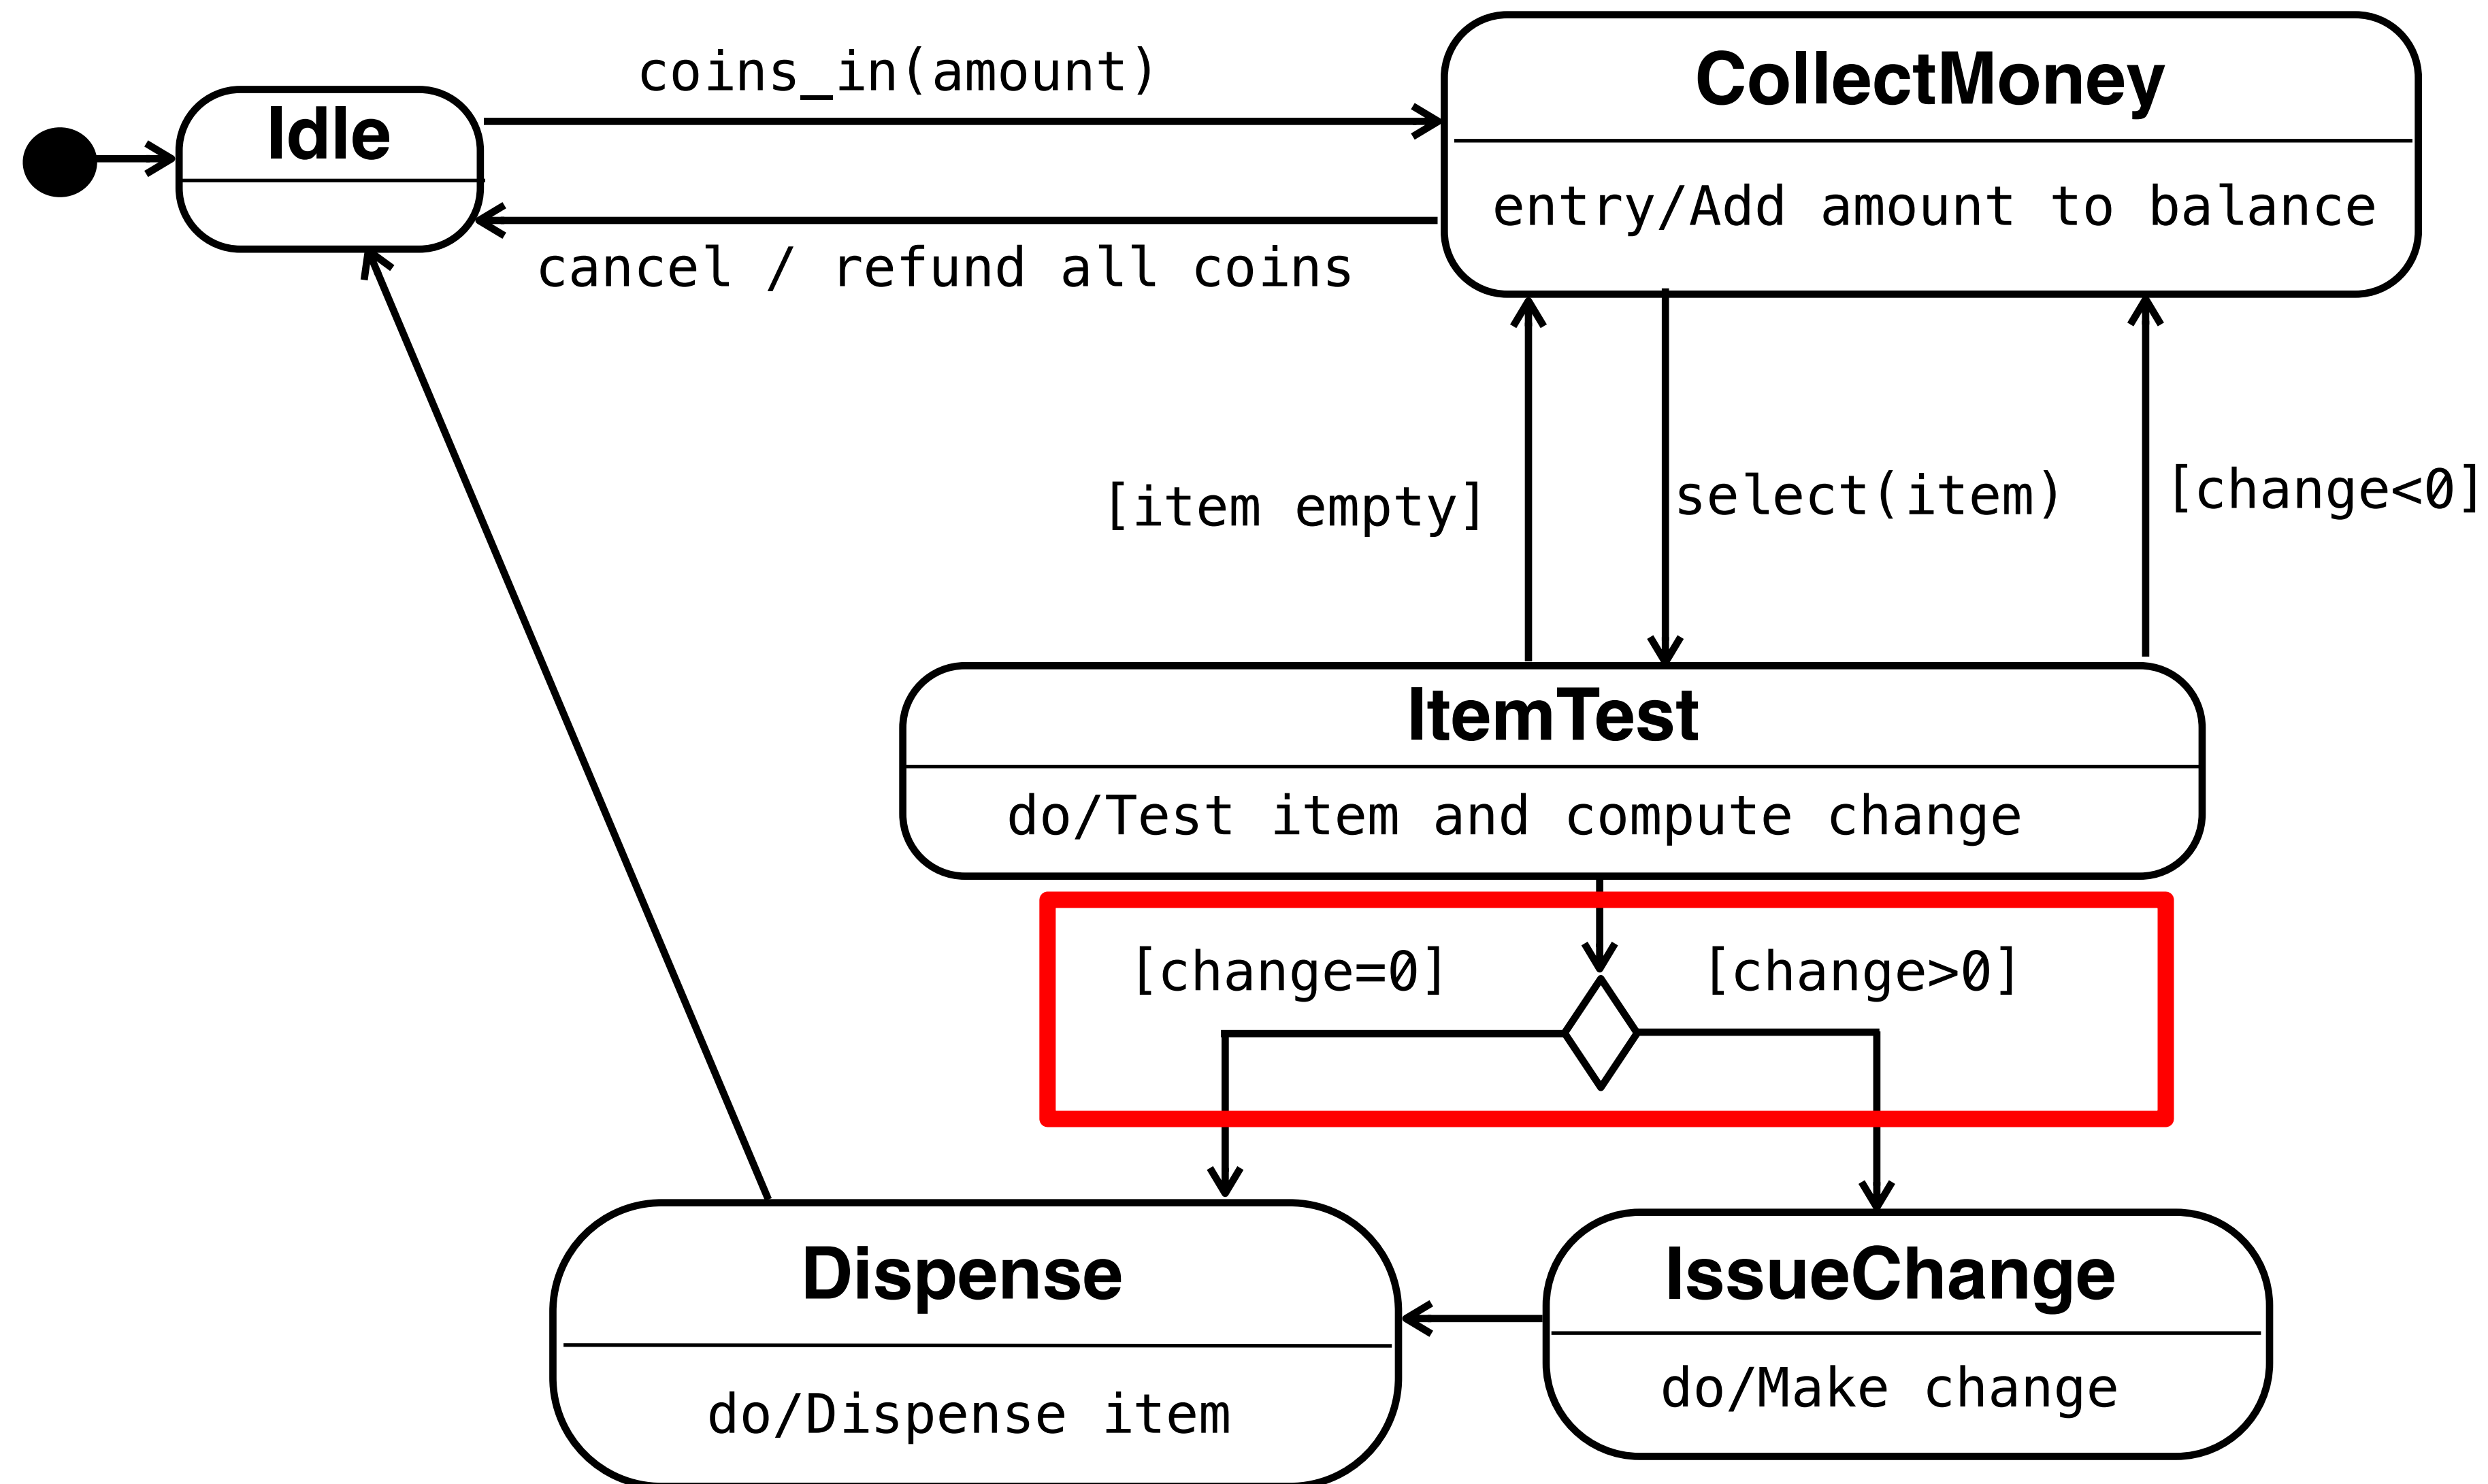 coins_in(amount)
CollectMoney
Idle
entry/Add amount to balance
cancel / refund all coins
[item empty]
select(item)
[change<0]
ItemTest
do/Test item and compute change
[change=0]
[change>0]
Dispense
IssueChange
do/Make change
do/Dispense item